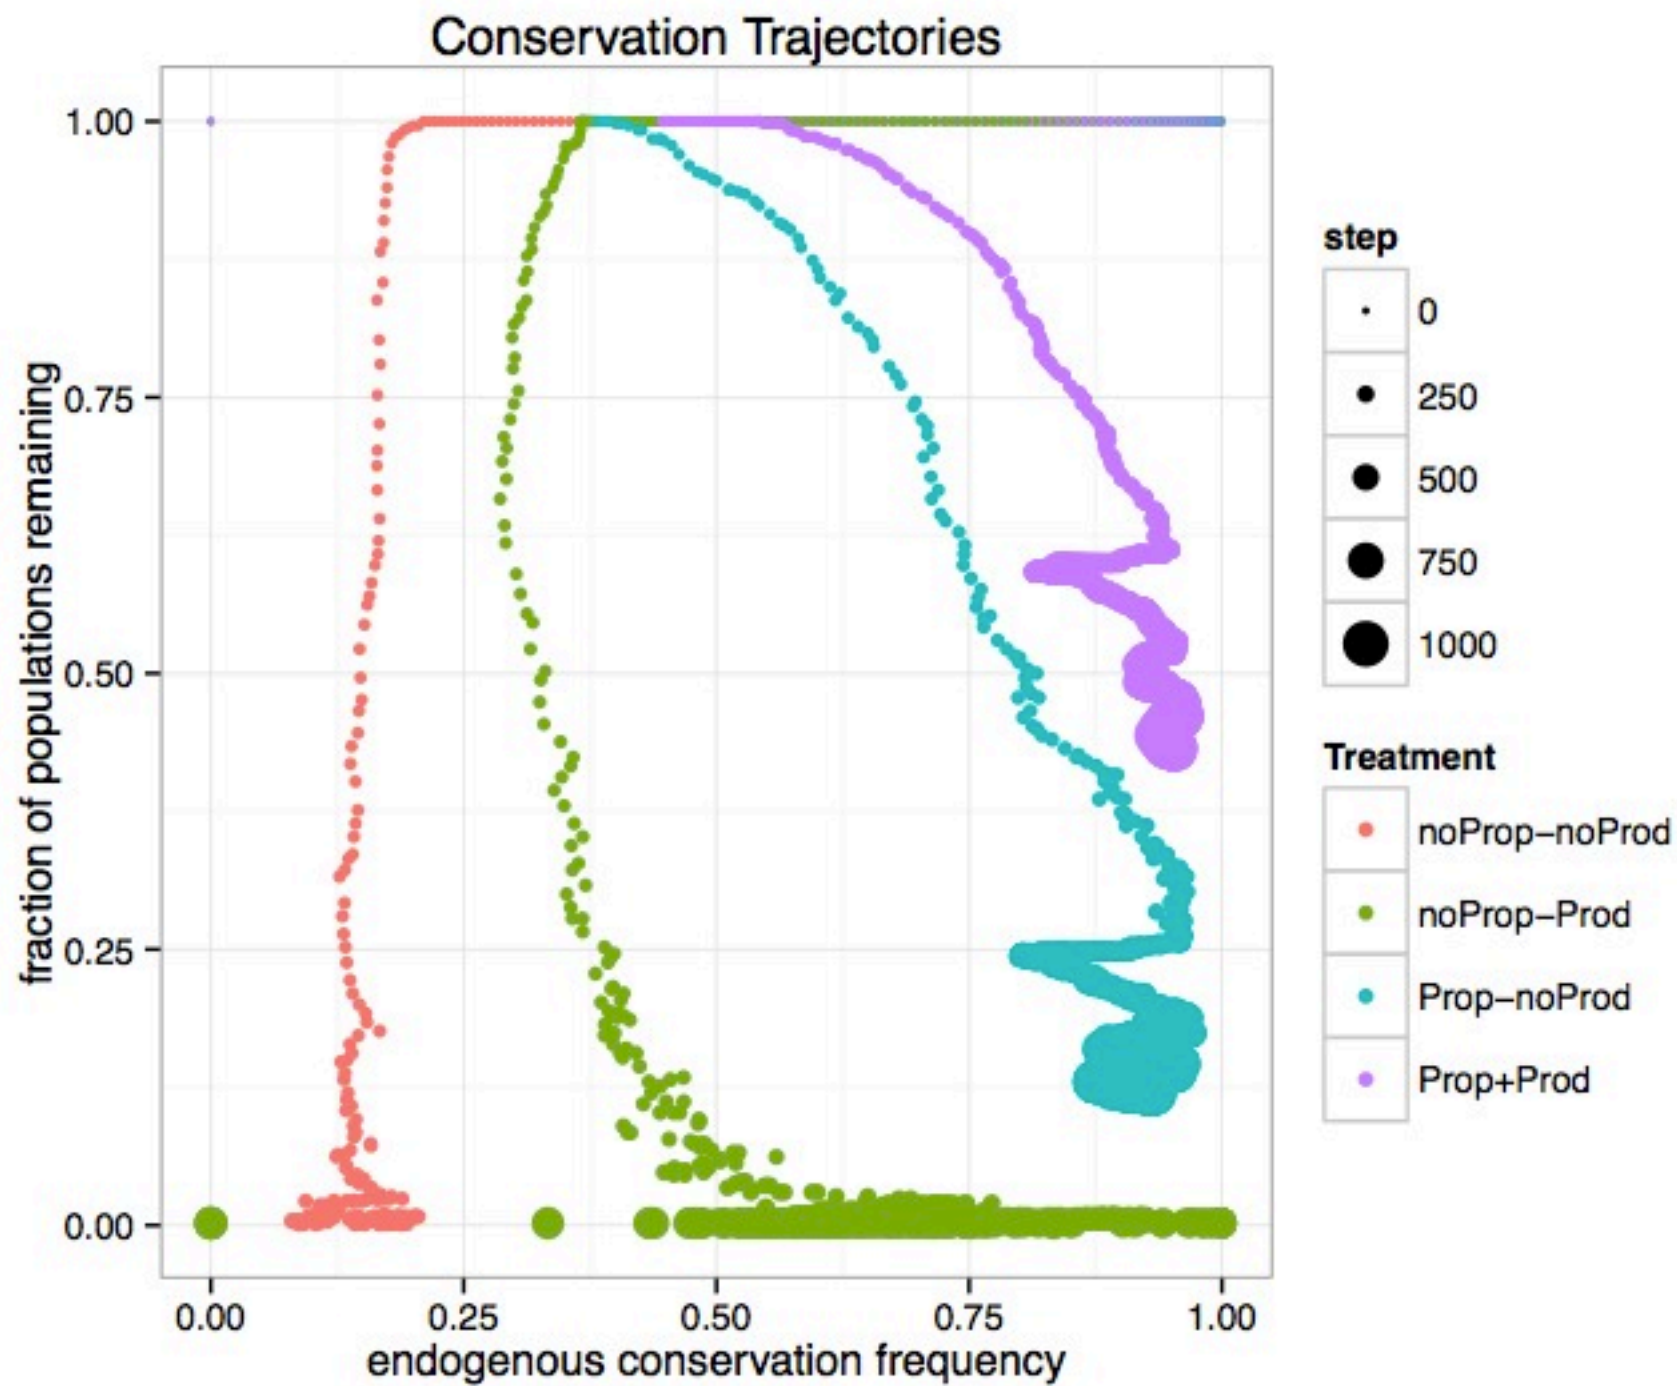 Conservation Trajectories
fraction of populations remaining
1.00
0.75
0.50
0.25
0.00
0.00 0.25 0.50 0.75 1.00
endogenous conservation frequency
step
0
250
500
750
1000
Treatment
noProp−noProd
noProp−Prod
Prop−noProd
Prop+Prod